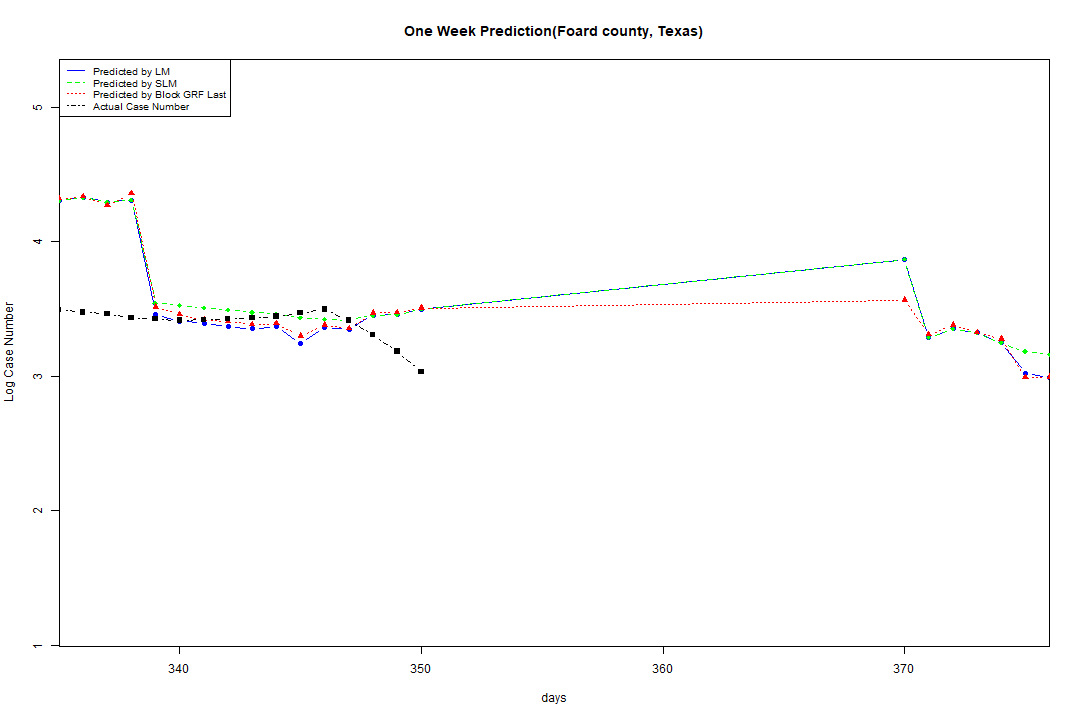 One Week Prediction(Foard county, Texas)
Predicted by LM
Predicted by SLM
Predicted by Block GRF Last
Actual Case Number
5
4
3
2
1
Log Case Number
340 350 360 370
days